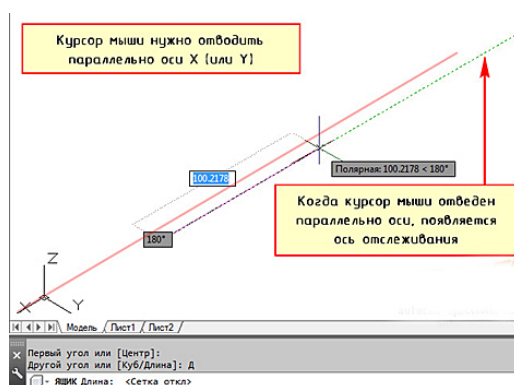 Курсор мыши нужно отводить
параллельно оси X (или Y)
100.2178
Полярная: 100.2178 < 180°
180°
Когда курсор мыши отведен
параллельно оси, появляется
ось отслеживания
Z
X
Y
Модель / Лист1 / Лист2 /
Первый угол или [Центр]:
Другой угол или [Куб/Длина]: Д
- ЯЩИК Длина: <Сетка откл>